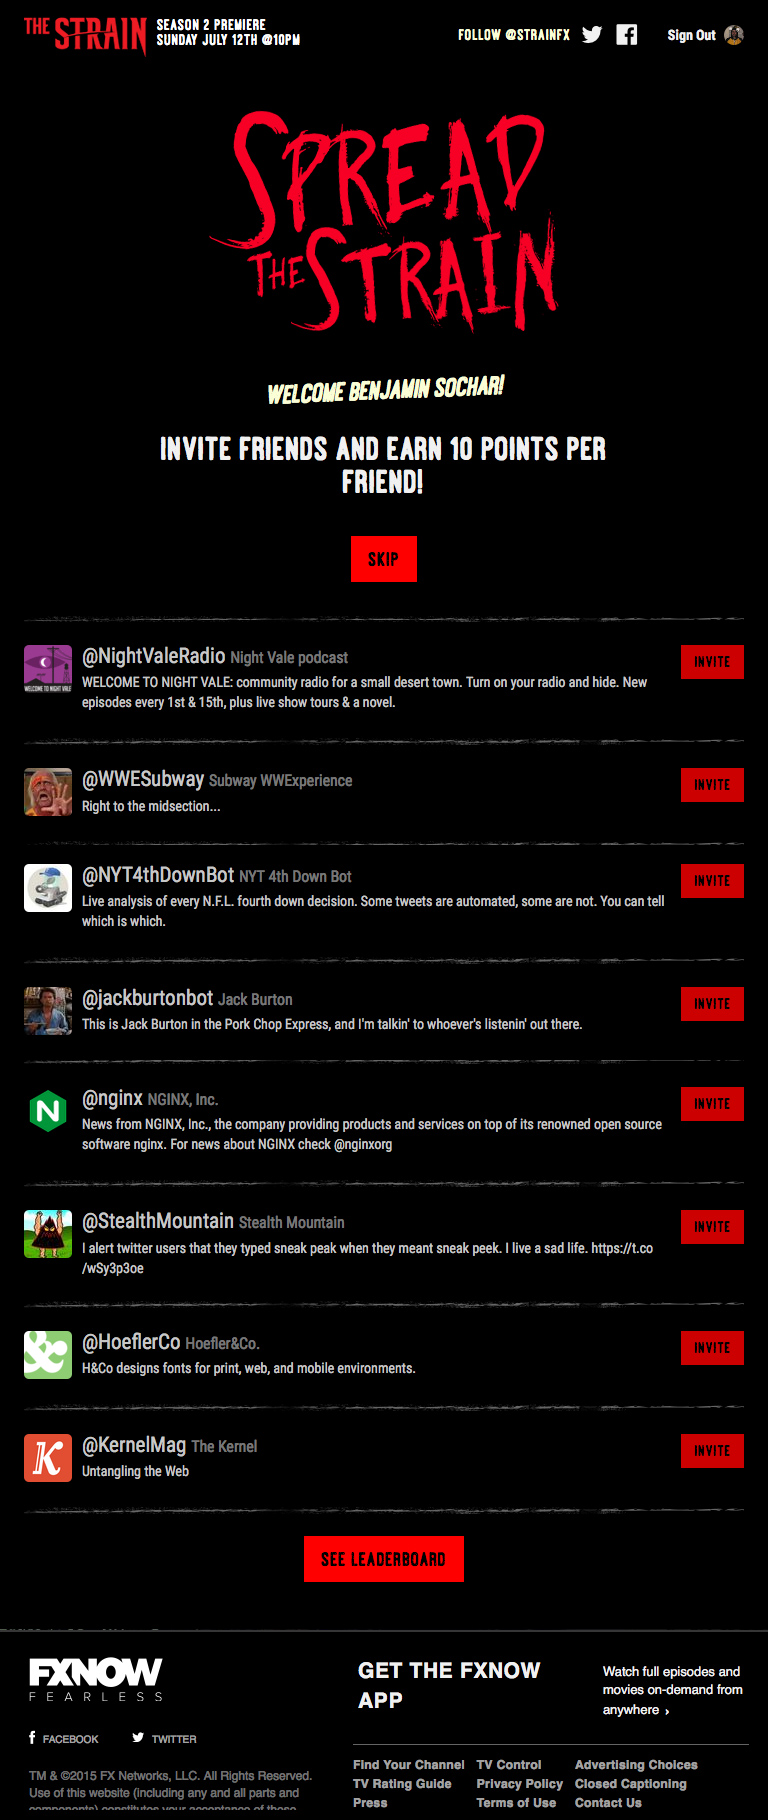 THE STRAIN
SEASON 2 PREMIERE
SUNDAY JULY 12TH @10PM
FOLLOW @STRAINFX
Sign Out
SPREAD
THE STRAIN
WELCOME BENJAMIN SOCHAR!
INVITE FRIENDS AND EARN 10 POINTS PER
FRIEND!
SKIP
@NightValeRadio Night Vale podcast
INVITE
WELCOME TO NIGHT VALE: community radio for a small desert town. Turn on your radio and hide. New
episodes every 1st & 15th, plus live show tours & a novel.
WELCOME TO NIGHT VALE
@WWESubway Subway WWExperience
INVITE
Right to the midsection...
@NYT4thDownBot NYT 4th Down Bot
INVITE
Live analysis of every N.F.L. fourth down decision. Some tweets are automated, some are not. You can tell
which is which.
@jackburtonbot Jack Burton
INVITE
This is Jack Burton in the Pork Chop Express, and I'm talkin' to whoever's listenin' out there.
N
@nginx NGINX, Inc.
INVITE
News from NGINX, Inc., the company providing products and services on top of its renowned open source
software nginx. For news about NGINX check @nginxorg
@StealthMountain Stealth Mountain
INVITE
I alert twitter users that they typed sneak peak when they meant sneak peek. I live a sad life. https://t.co
/wSy3p3oe
&
@HoeflerCo Hoefler&Co.
INVITE
H&Co designs fonts for print, web, and mobile environments.
K
@KernelMag The Kernel
INVITE
Untangling the Web
SEE LEADERBOARD
FXNOW
FEARLESS
FACEBOOK
TWITTER
TM & ©2015 FX Networks, LLC. All Rights Reserved.
Use of this website (including any and all parts and
components) constitutes your acceptance of these
GET THE FXNOW
APP
Watch full episodes and
movies on-demand from
anywhere ›
Find Your Channel TV Control Advertising Choices
TV Rating Guide Privacy Policy Closed Captioning
Press Terms of Use Contact Us